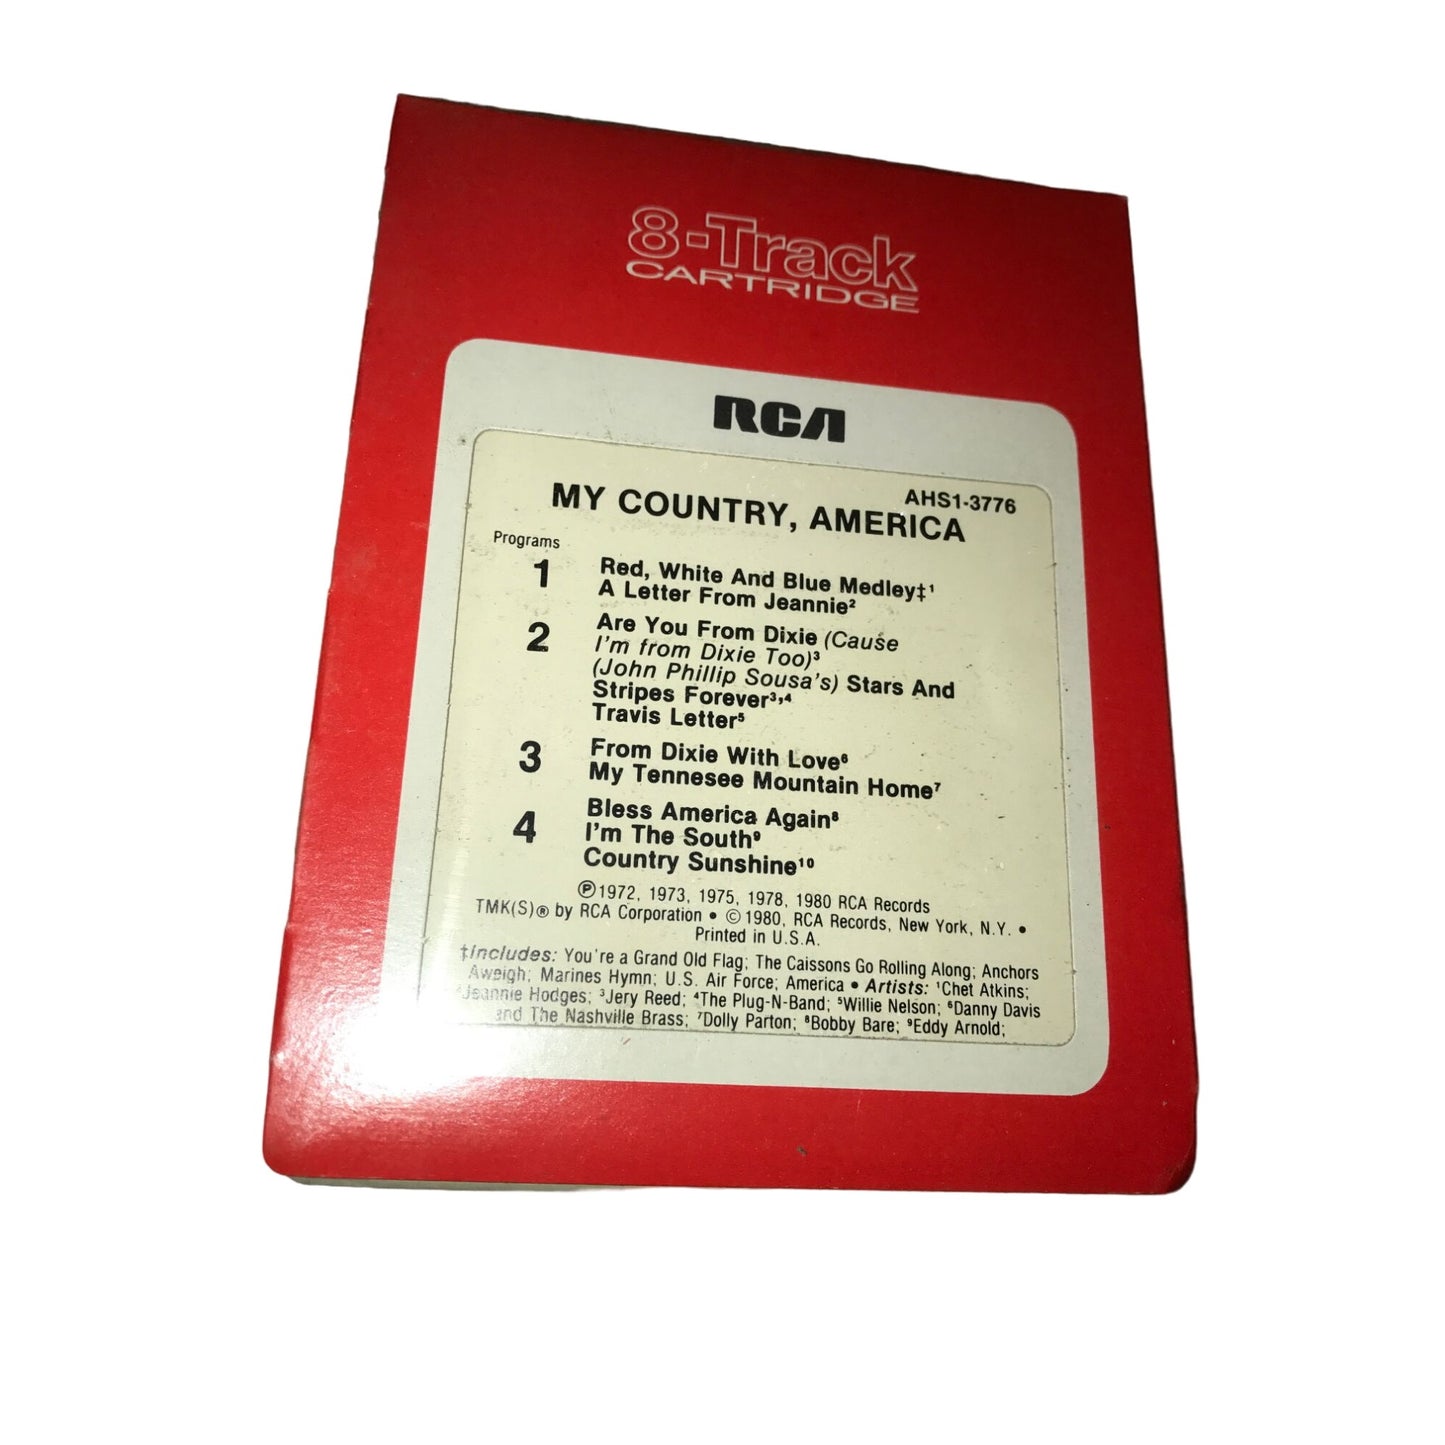 8-Track
CARTRIDGE
RCA
AHS1-3776
MY COUNTRY, AMERICA
Programs
1 Red, White And Blue Medley‡¹
A Letter From Jeannie²
2 Are You From Dixie (Cause
I'm from Dixie Too)³
(John Phillip Sousa's) Stars And
Stripes Forever³,⁴
Travis Letter⁵
3 From Dixie With Love⁶
My Tennesee Mountain Home⁷
4 Bless America Again⁸
I'm The South⁹
Country Sunshine¹⁰
℗1972, 1973, 1975, 1978, 1980 RCA Records
TMK(S)® by RCA Corporation • © 1980, RCA Records, New York, N.Y. •
Printed in U.S.A.
‡Includes: You're a Grand Old Flag; The Caissons Go Rolling Along; Anchors
Aweigh; Marines Hymn; U.S. Air Force; America • Artists: ¹Chet Atkins;
²Jeannie Hodges; ³Jery Reed; ⁴The Plug-N-Band; ⁵Willie Nelson; ⁶Danny Davis
and The Nashville Brass; ⁷Dolly Parton; ⁸Bobby Bare; ⁹Eddy Arnold;